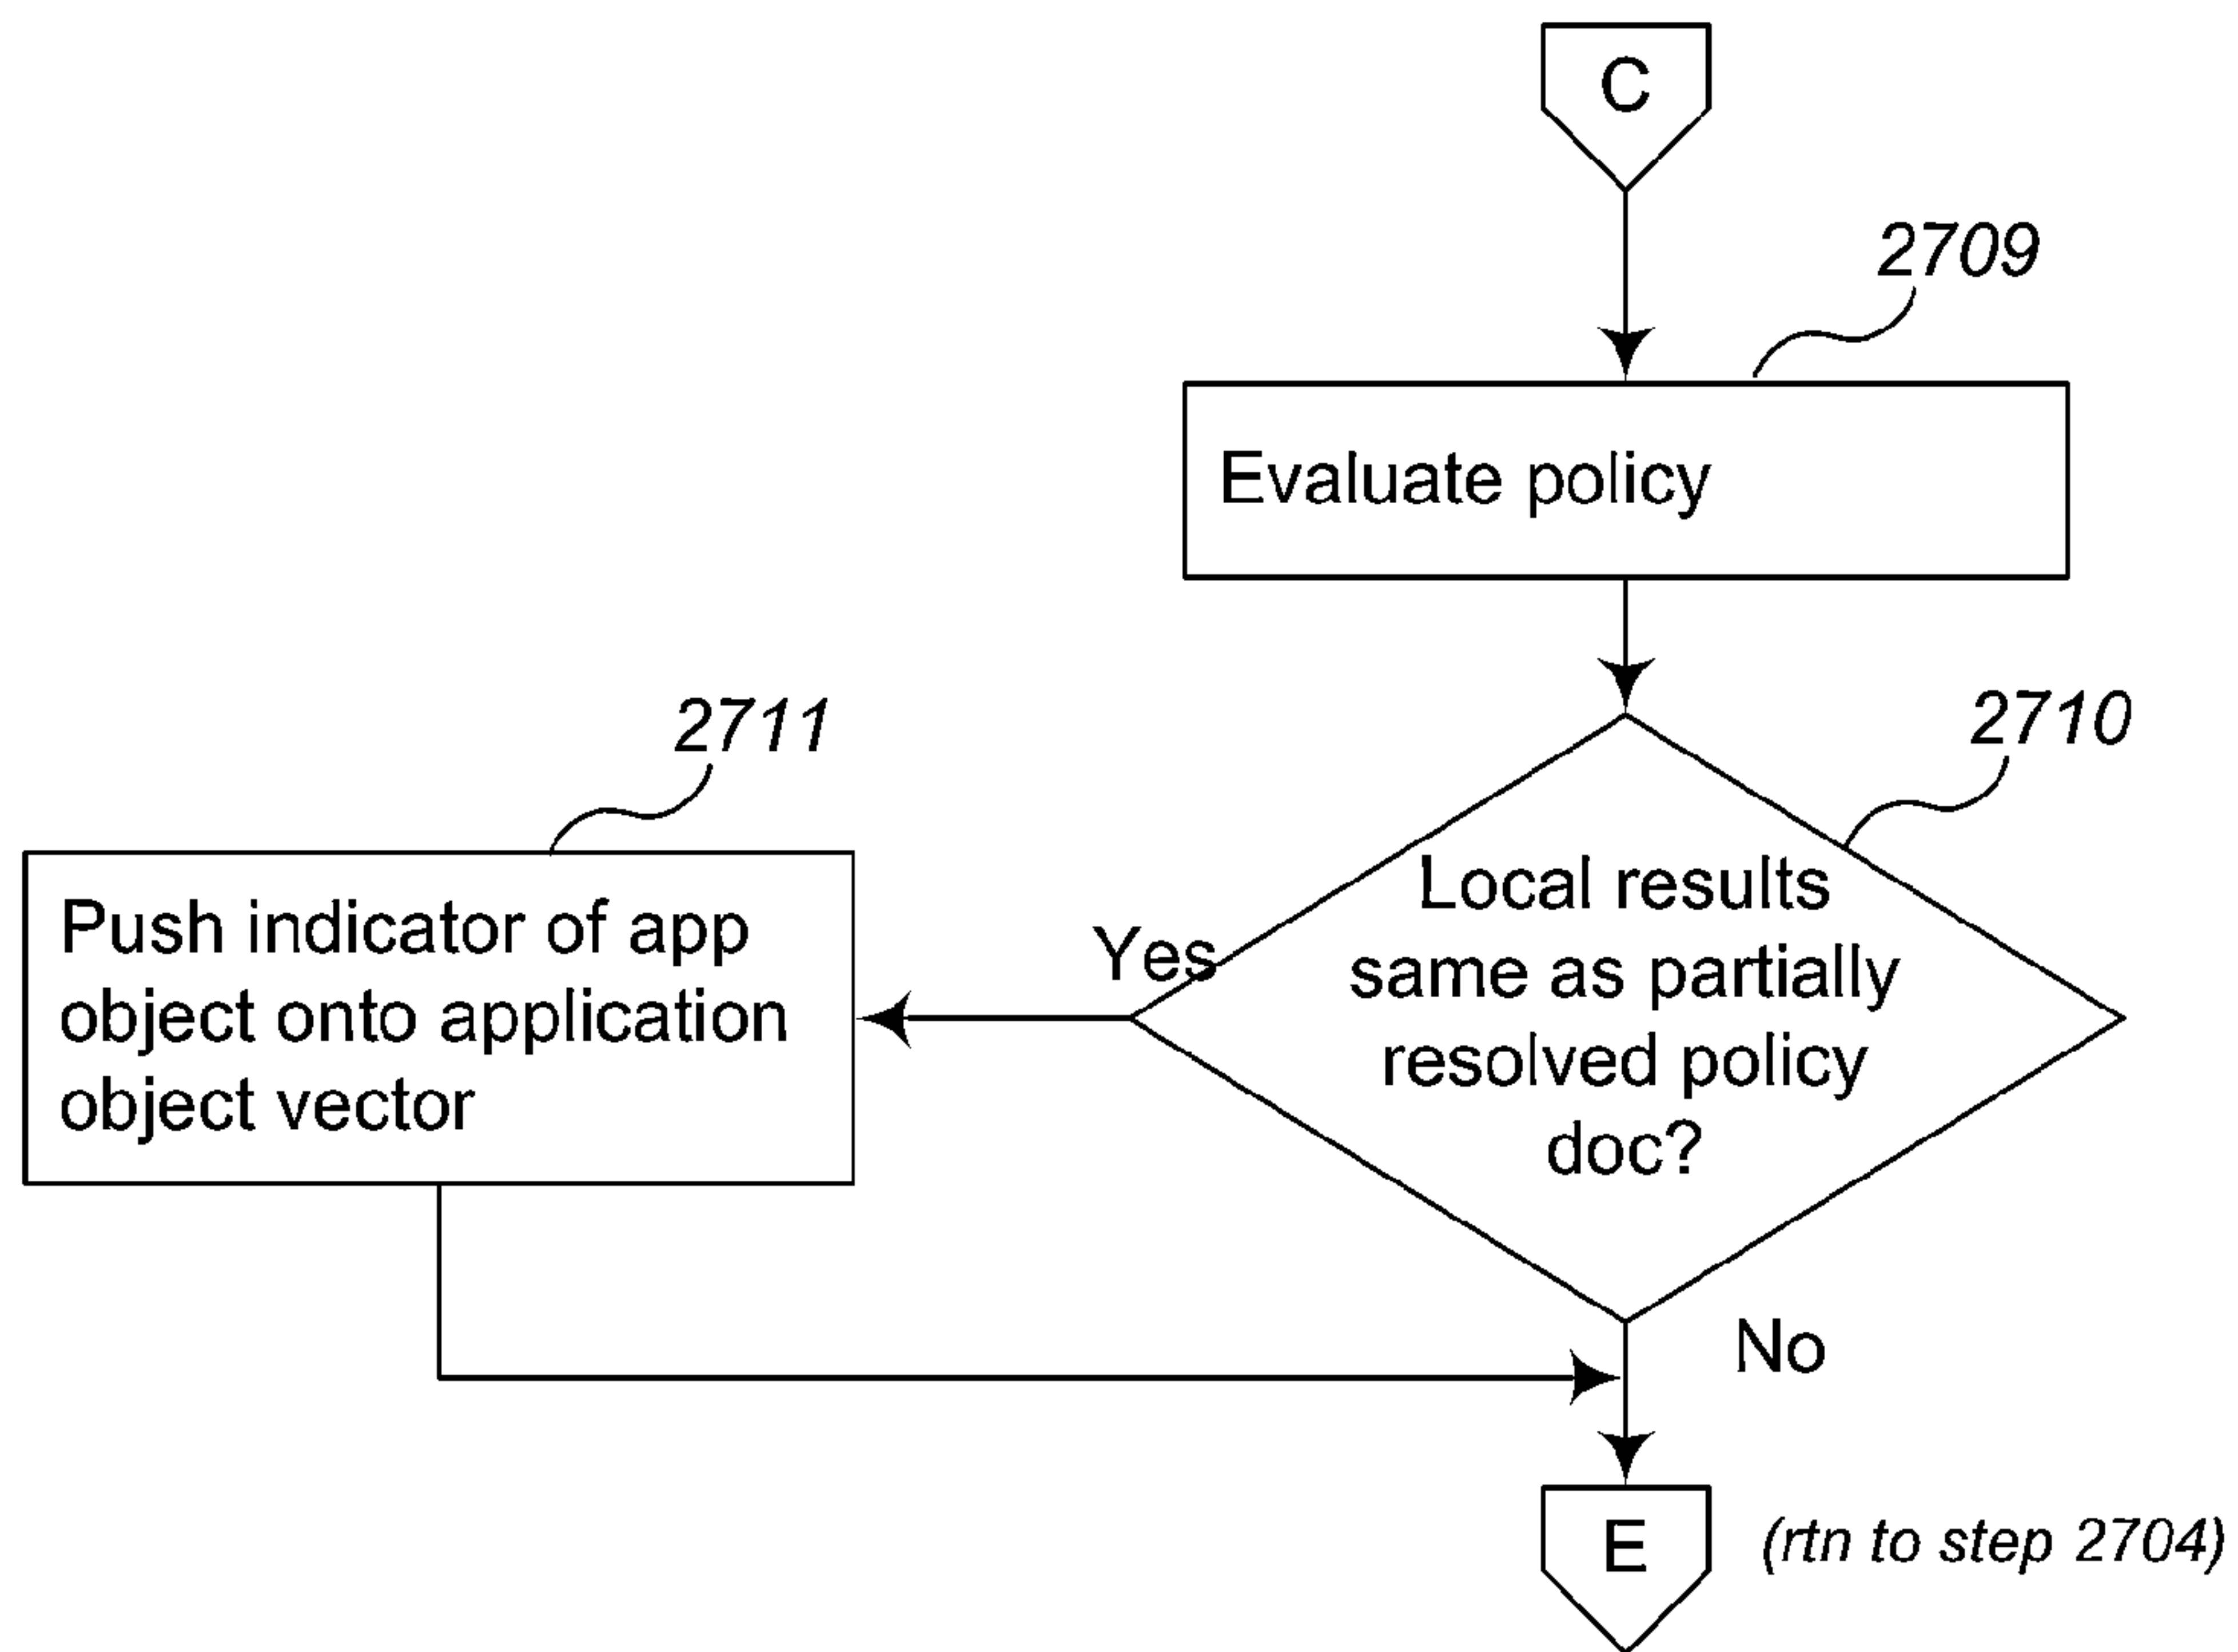 C
2709
Evaluate policy
2710
Local results
same as partially
resolved policy
doc?
Yes
2711
Push indicator of app
object onto application
object vector
No
E
(rtn to step 2704)